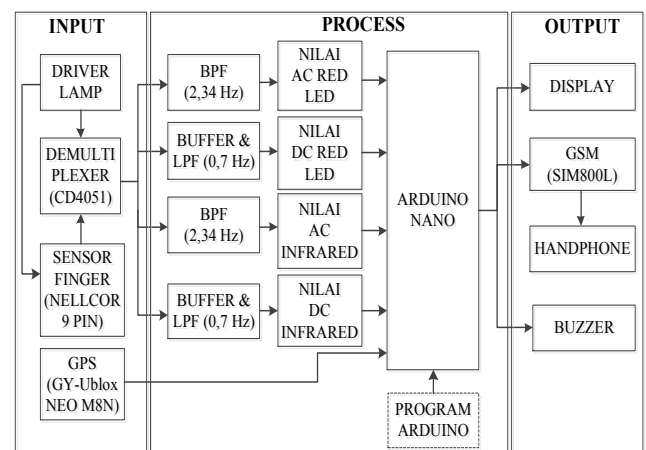 INPUT
DRIVER
LAMP
DEMULTI
PLEXER
(CD4051)
SENSOR
FINGER
(NELLCOR
9 PIN)
GPS
(GY-Ublox
NEO M8N)
PROCESS
BPF
(2,34 Hz)
NILAI
AC RED
LED
BUFFER &
LPF (0,7 Hz)
NILAI
DC RED
LED
BPF
(2,34 Hz)
NILAI
AC
INFRARED
BUFFER &
LPF (0,7 Hz)
NILAI
DC
INFRARED
ARDUINO
NANO
PROGRAM
ARDUINO
OUTPUT
DISPLAY
GSM
(SIM800L)
HANDPHONE
BUZZER